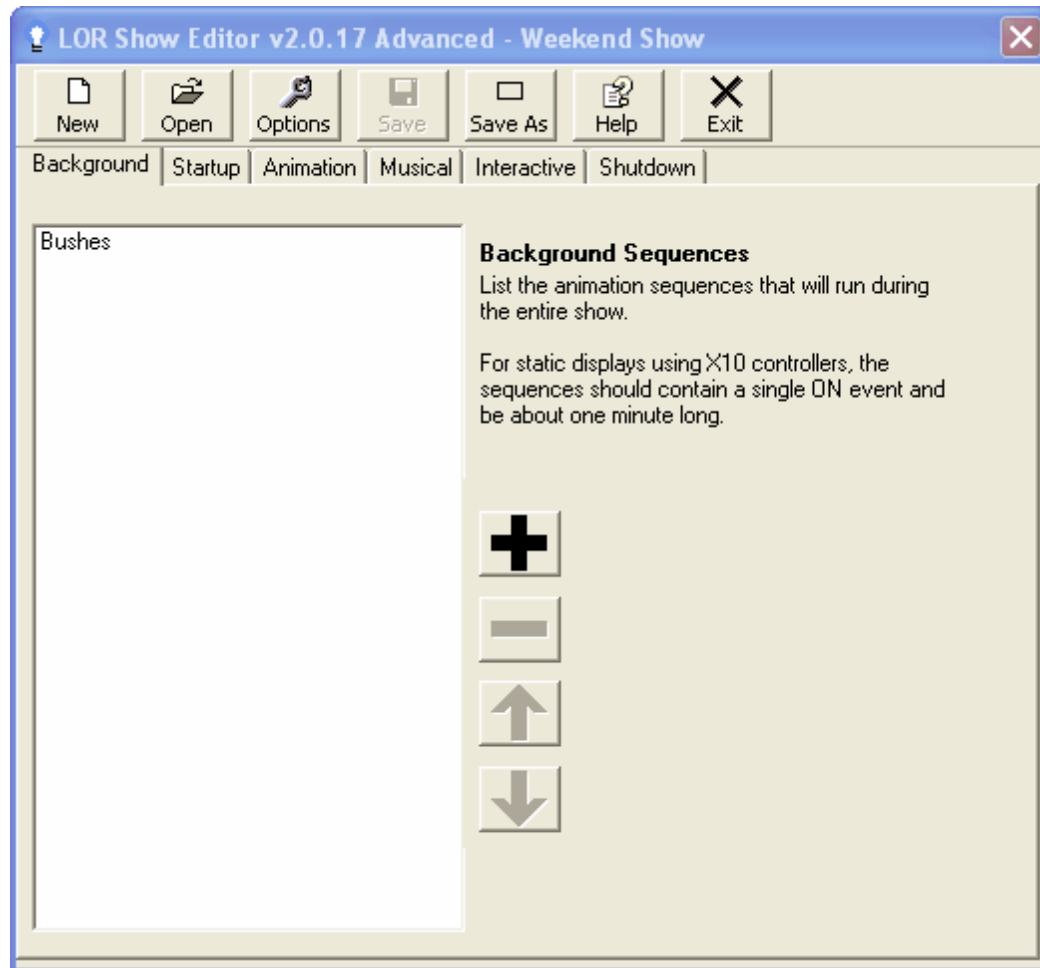 LOR Show Editor v2.0.17 Advanced - Weekend Show
New Open Options Save Save As Help Exit
Background Startup Animation Musical Interactive Shutdown
Bushes
Background Sequences
List the animation sequences that will run during
the entire show.
For static displays using X10 controllers, the
sequences should contain a single ON event and
be about one minute long.